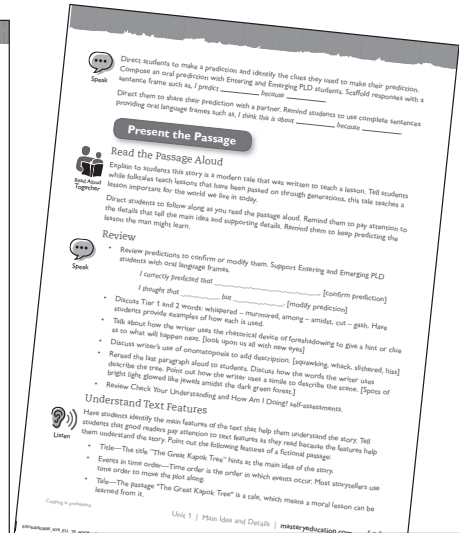 Direct students to make a prediction and identify the clues they used to make their prediction.
Compose an oral prediction with Entering and Emerging PLD students. Scaffold responses with a
sentence frame such as, I predict __________ because __________
Speak
Direct them to share their prediction with a partner. Remind students to use complete sentences
providing oral language frames such as, I think this is about __________ because __________
Present the Passage
Read the Passage Aloud
Read Aloud
Together
Explain to students this story is a modern tale that was written to teach a lesson. Tell students
while folktales teach lessons that have been passed on through generations, this tale teaches a
lesson important for the world we live in today.
Direct students to follow along as you read the passage aloud. Remind them to pay attention to
the details that tell the main idea and supporting details. Remind them to keep predicting the
lesson the man might learn.
Review
Speak
• Review predictions to confirm or modify them. Support Entering and Emerging PLD
students with oral language frames.
I correctly predicted that __________. [confirm prediction]
I thought that __________ but __________. [modify prediction]
• Discuss Tier 1 and 2 words: whispered – murmured, among – amidst, cut – gash. Have
students provide examples of how each is used.
• Talk about how the writer uses the rhetorical device of foreshadowing to give a hint or clue
as to what will happen next. [look upon us all with new eyes]
• Discuss writer's use of onomatopoeia to add description. [squawking, whack, slithered, hiss]
• Reread the last paragraph aloud to students. Discuss how the words the writer uses
describe the tree. Point out how the writer uses a simile to describe the scene. [Spots of
bright light glowed like jewels amidst the dark green forest.]
• Review Check Your Understanding and How Am I Doing? self-assessments.
Understand Text Features
Listen
Have students identify the main features of the text that help them understand the story. Tell
students that good readers pay attention to text features as they read because the features help
them understand the story. Point out the following features of a fictional passage:
• Title—The title "The Great Kapok Tree" hints at the main idea of the story.
• Events in time order—Time order is the order in which events occur. Most storytellers use
time order to move the plot along.
• Tale—The passage "The Great Kapok Tree" is a tale, which means a moral lesson can be
learned from it.
Copying is prohibited.
Unit 1 | Main Idea and Details | masteryeducation.com